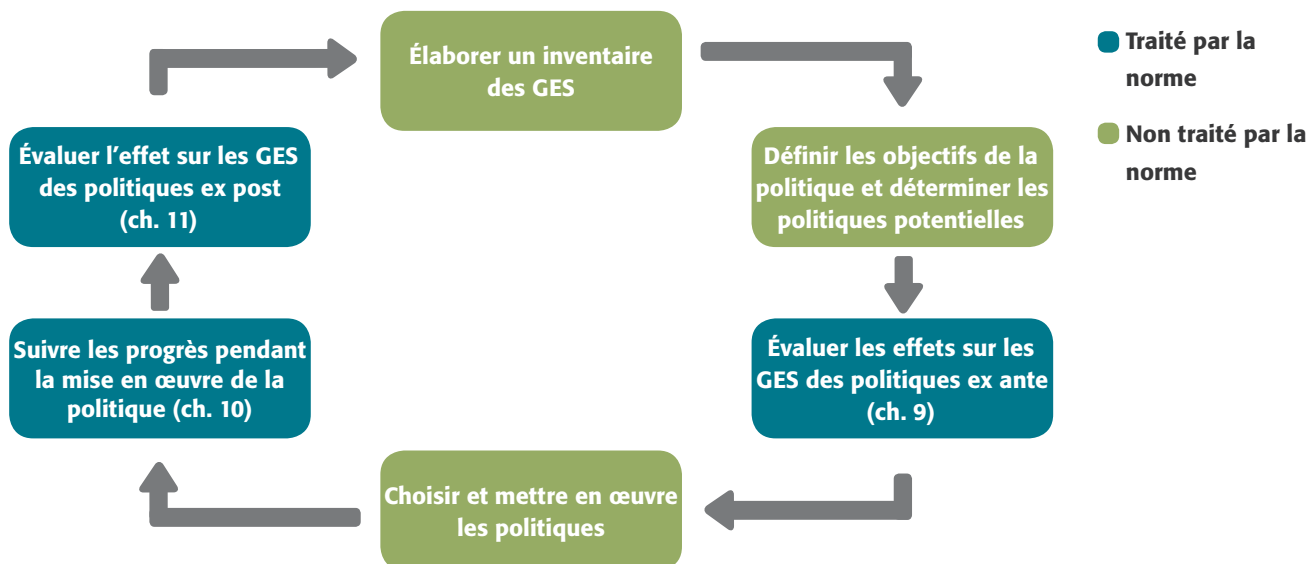 Élaborer un inventaire
des GES
Traité par la
norme
Non traité par la
norme
Évaluer l'effet sur les GES
des politiques ex post
(ch. 11)
Définir les objectifs de la
politique et déterminer les
politiques potentielles
Suivre les progrès pendant
la mise en œuvre de la
politique (ch. 10)
Évaluer les effets sur les
GES des politiques ex ante
(ch. 9)
Choisir et mettre en œuvre
les politiques